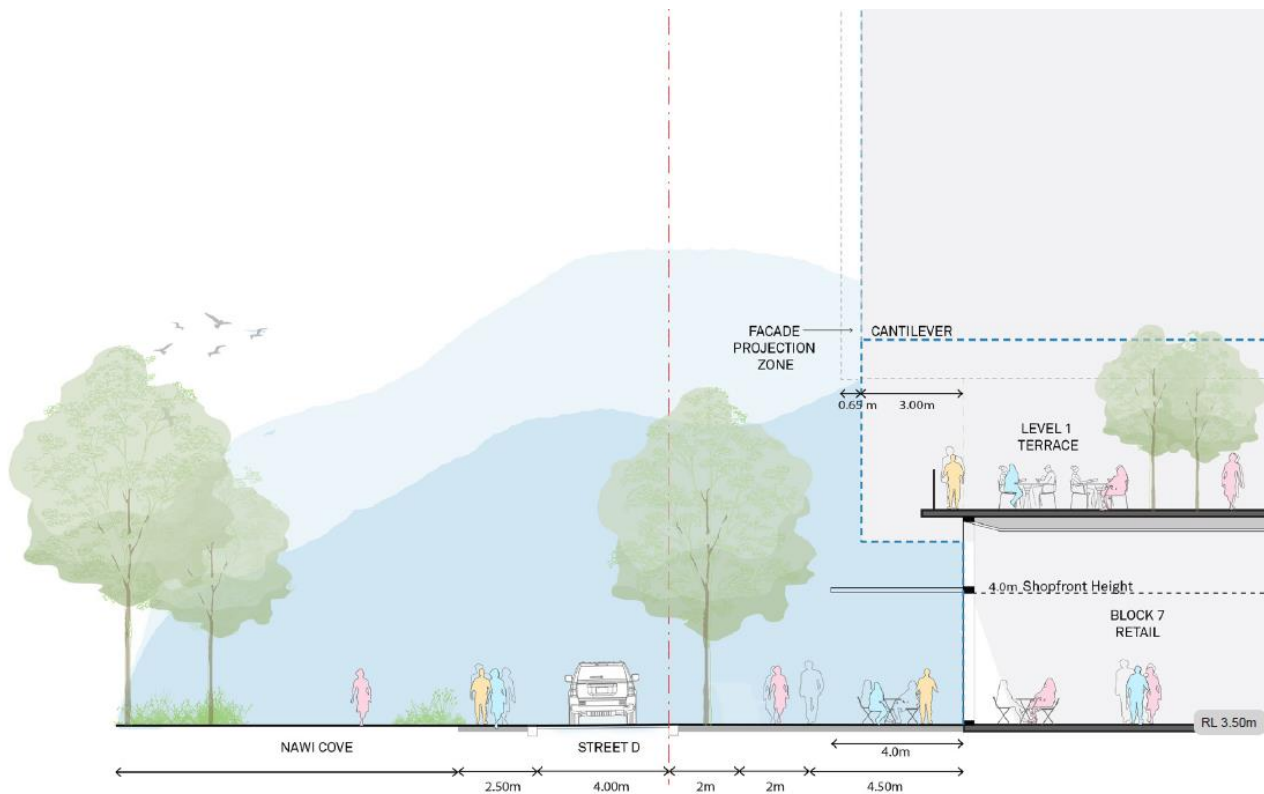 FACADE
PROJECTION
ZONE
CANTILEVER
0.65 m
3.00m
LEVEL 1
TERRACE
4.0m Shopfront Height
BLOCK 7
RETAIL
RL 3.50m
NAWI COVE
STREET D
4.0m
2.50m
4.00m
2m
2m
4.50m